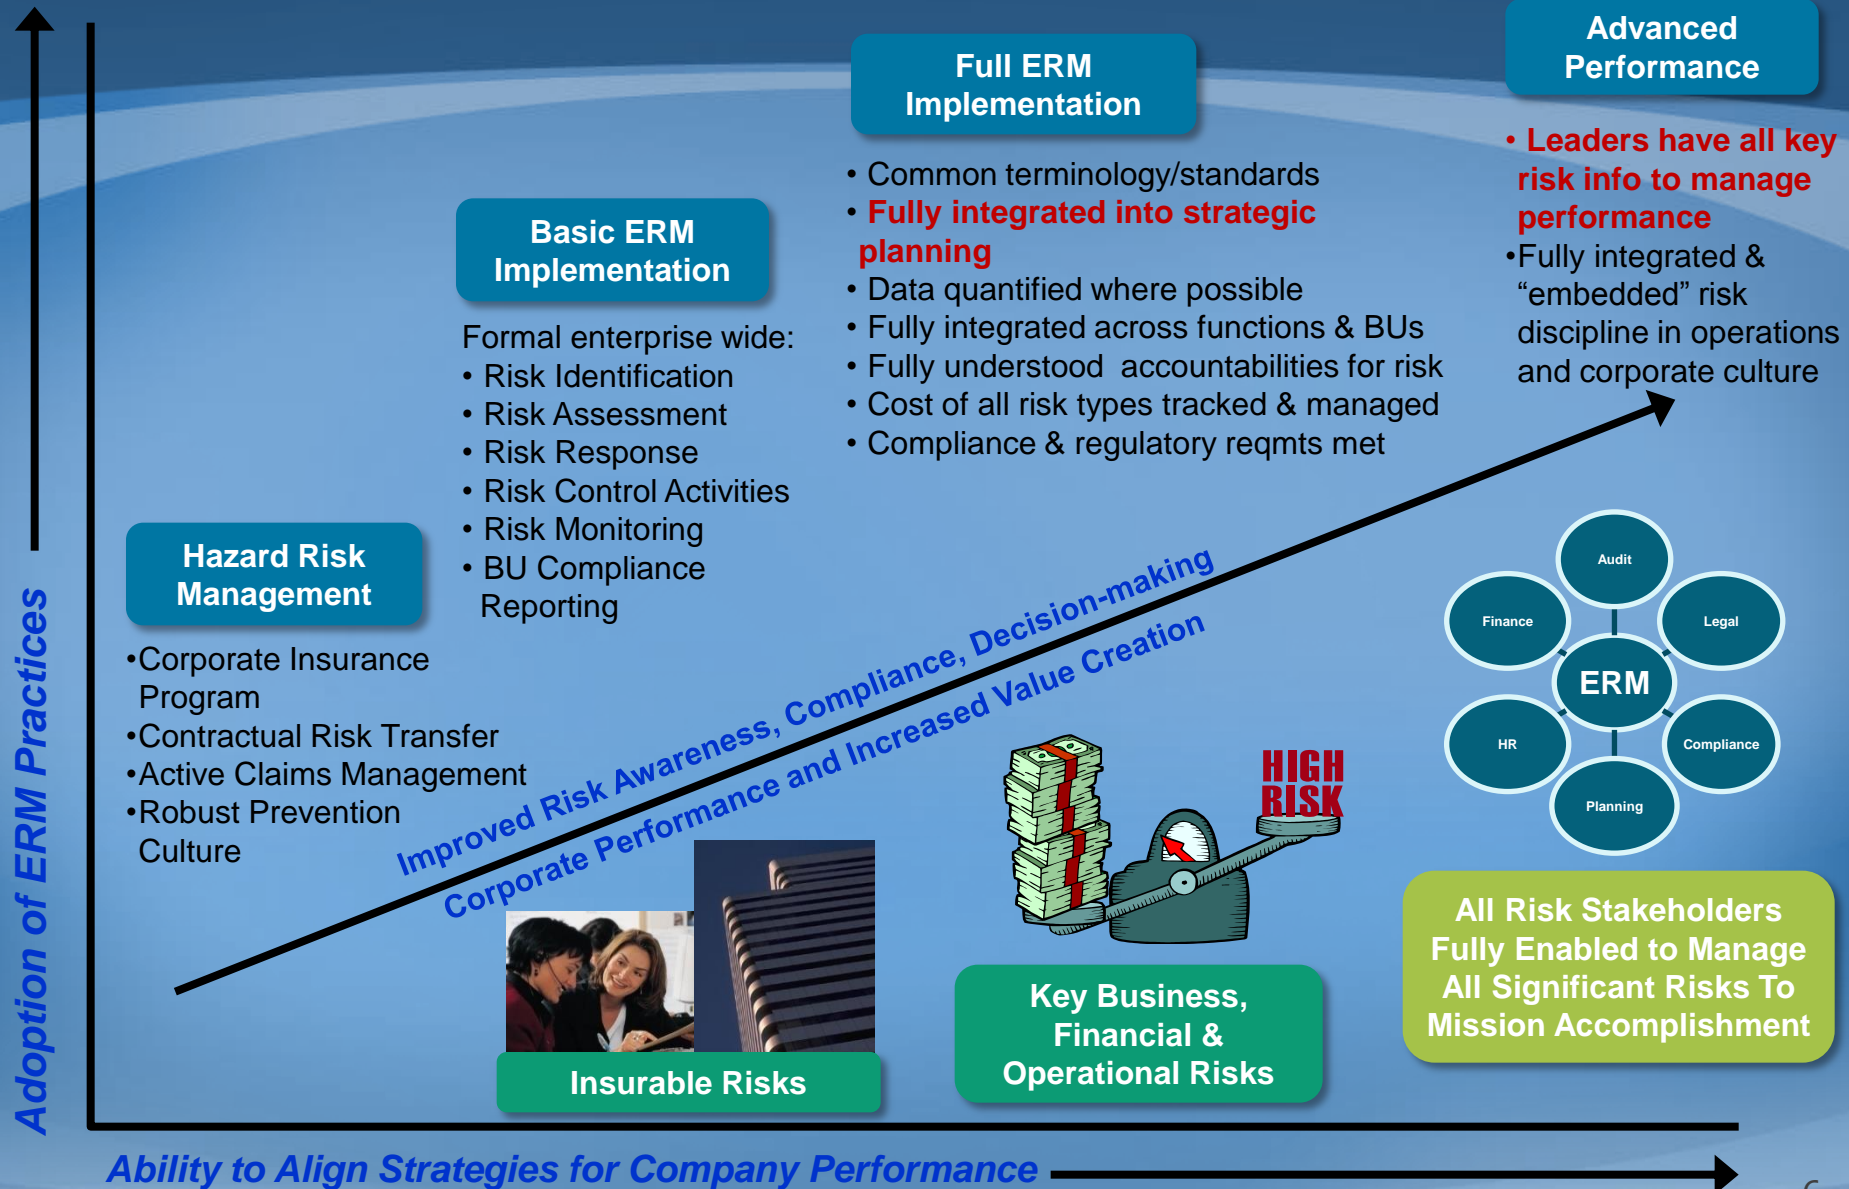 Advanced
Performance
• Leaders have all key
risk info to manage
performance
•Fully integrated &
“embedded” risk
discipline in operations
and corporate culture
Full ERM
Implementation
• Common terminology/standards
• Fully integrated into strategic
planning
• Data quantified where possible
• Fully integrated across functions & BUs
• Fully understood accountabilities for risk
• Cost of all risk types tracked & managed
• Compliance & regulatory reqmts met
Basic ERM
Implementation
Formal enterprise wide:
• Risk Identification
• Risk Assessment
• Risk Response
• Risk Control Activities
• Risk Monitoring
• BU Compliance
Reporting
Hazard Risk
Management
•Corporate Insurance
Program
•Contractual Risk Transfer
•Active Claims Management
•Robust Prevention
Culture
Improved Risk Awareness, Compliance, Decision-making
Corporate Performance and Increased Value Creation
Audit
Finance
Legal
ERM
HR
Compliance
Planning
HIGH
RISK
Insurable Risks
Key Business,
Financial &
Operational Risks
All Risk Stakeholders
Fully Enabled to Manage
All Significant Risks To
Mission Accomplishment
Adoption of ERM Practices
Ability to Align Strategies for Company Performance